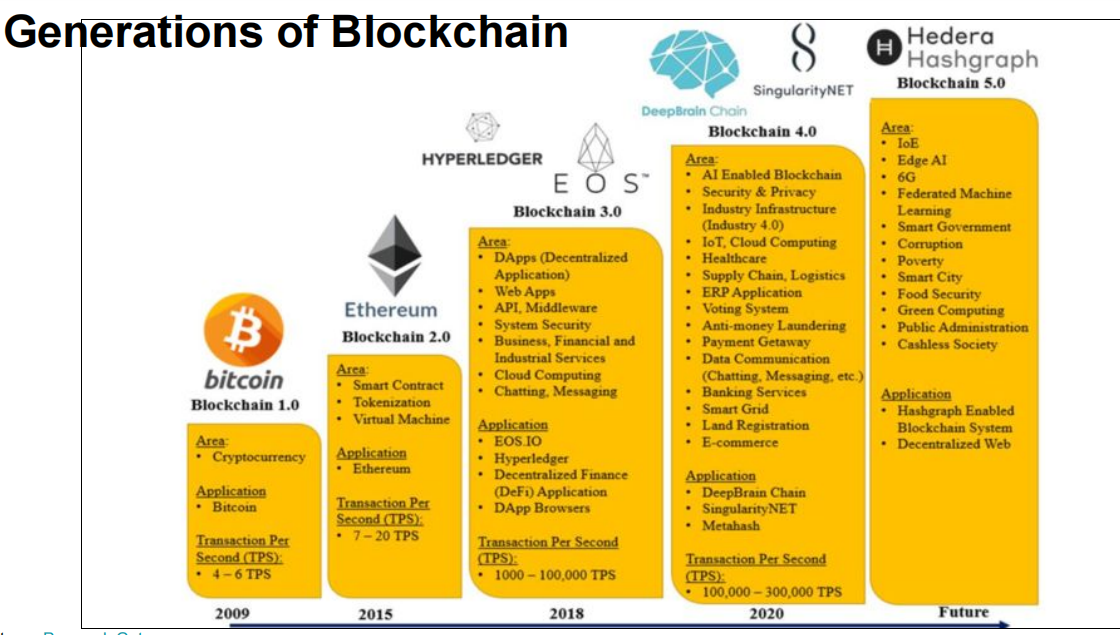 Generations of Blockchain
bitcoin
Blockchain 1.0
Area:
• Cryptocurrency
Application
• Bitcoin
Transaction Per
Second (TPS):
• 4 – 6 TPS
2009
Ethereum
Blockchain 2.0
Area:
• Smart Contract
• Tokenization
• Virtual Machine
Application
• Ethereum
Transaction Per
Second (TPS):
• 7 – 20 TPS
2015
HYPERLEDGER
EOS™
Blockchain 3.0
Area:
• DApps (Decentralized
Application)
• Web Apps
• API, Middleware
• System Security
• Business, Financial and
Industrial Services
• Cloud Computing
• Chatting, Messaging
Application
• EOS.IO
• Hyperledger
• Decentralized Finance
(DeFi) Application
• DApp Browsers
Transaction Per Second
(TPS):
• 1000 – 100,000 TPS
2018
DeepBrain Chain
SingularityNET
Blockchain 4.0
Area:
• AI Enabled Blockchain
• Security & Privacy
• Industry Infrastructure
(Industry 4.0)
• IoT, Cloud Computing
• Healthcare
• Supply Chain, Logistics
• ERP Application
• Voting System
• Anti-money Laundering
• Payment Getaway
• Data Communication
(Chatting, Messaging, etc.)
• Banking Services
• Smart Grid
• Land Registration
• E-commerce
Application
• DeepBrain Chain
• SingularityNET
• Metahash
Transaction Per Second
(TPS):
• 100,000 – 300,000 TPS
2020
Hedera
Hashgraph
Blockchain 5.0
Area:
• IoE
• Edge AI
• 6G
• Federated Machine
Learning
• Smart Government
• Corruption
• Poverty
• Smart City
• Food Security
• Green Computing
• Public Administration
• Cashless Society
Application
• Hashgraph Enabled
Blockchain System
• Decentralized Web
Future